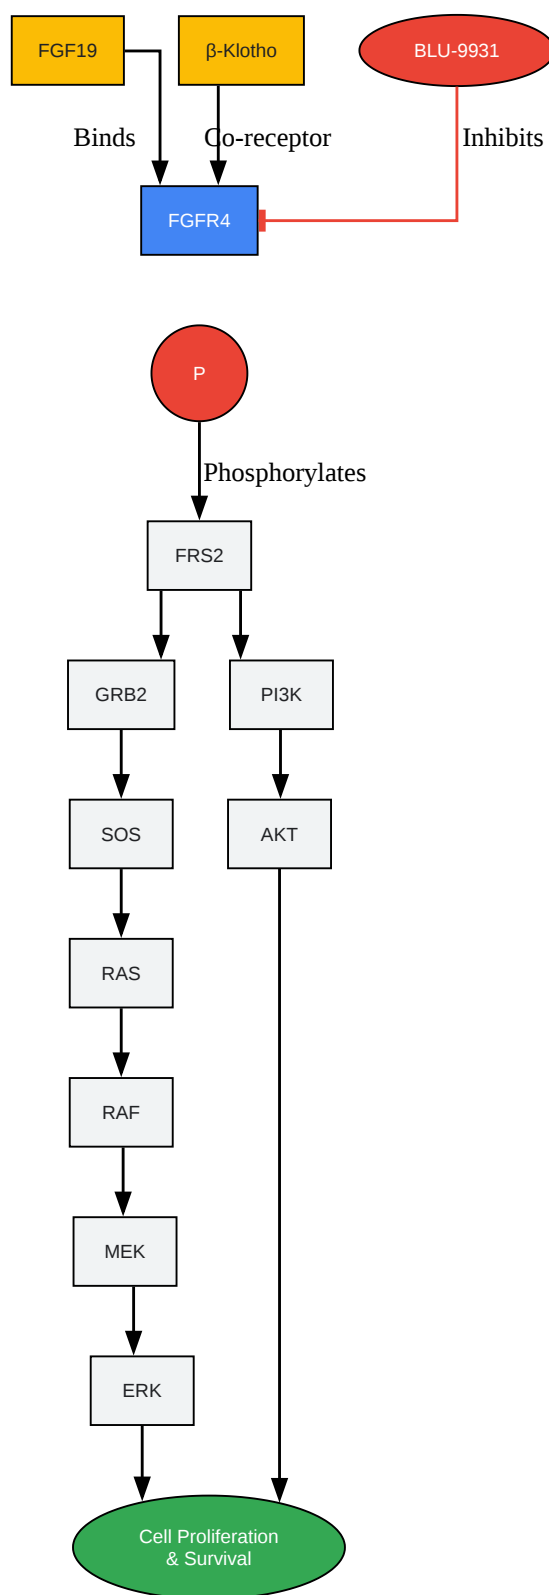 FGF19
β-Klotho
BLU-9931
Binds
Co-receptor
Inhibits
FGFR4
P
Phosphorylates
FRS2
GRB2
PI3K
SOS
AKT
RAS
RAF
MEK
ERK
Cell Proliferation
& Survival